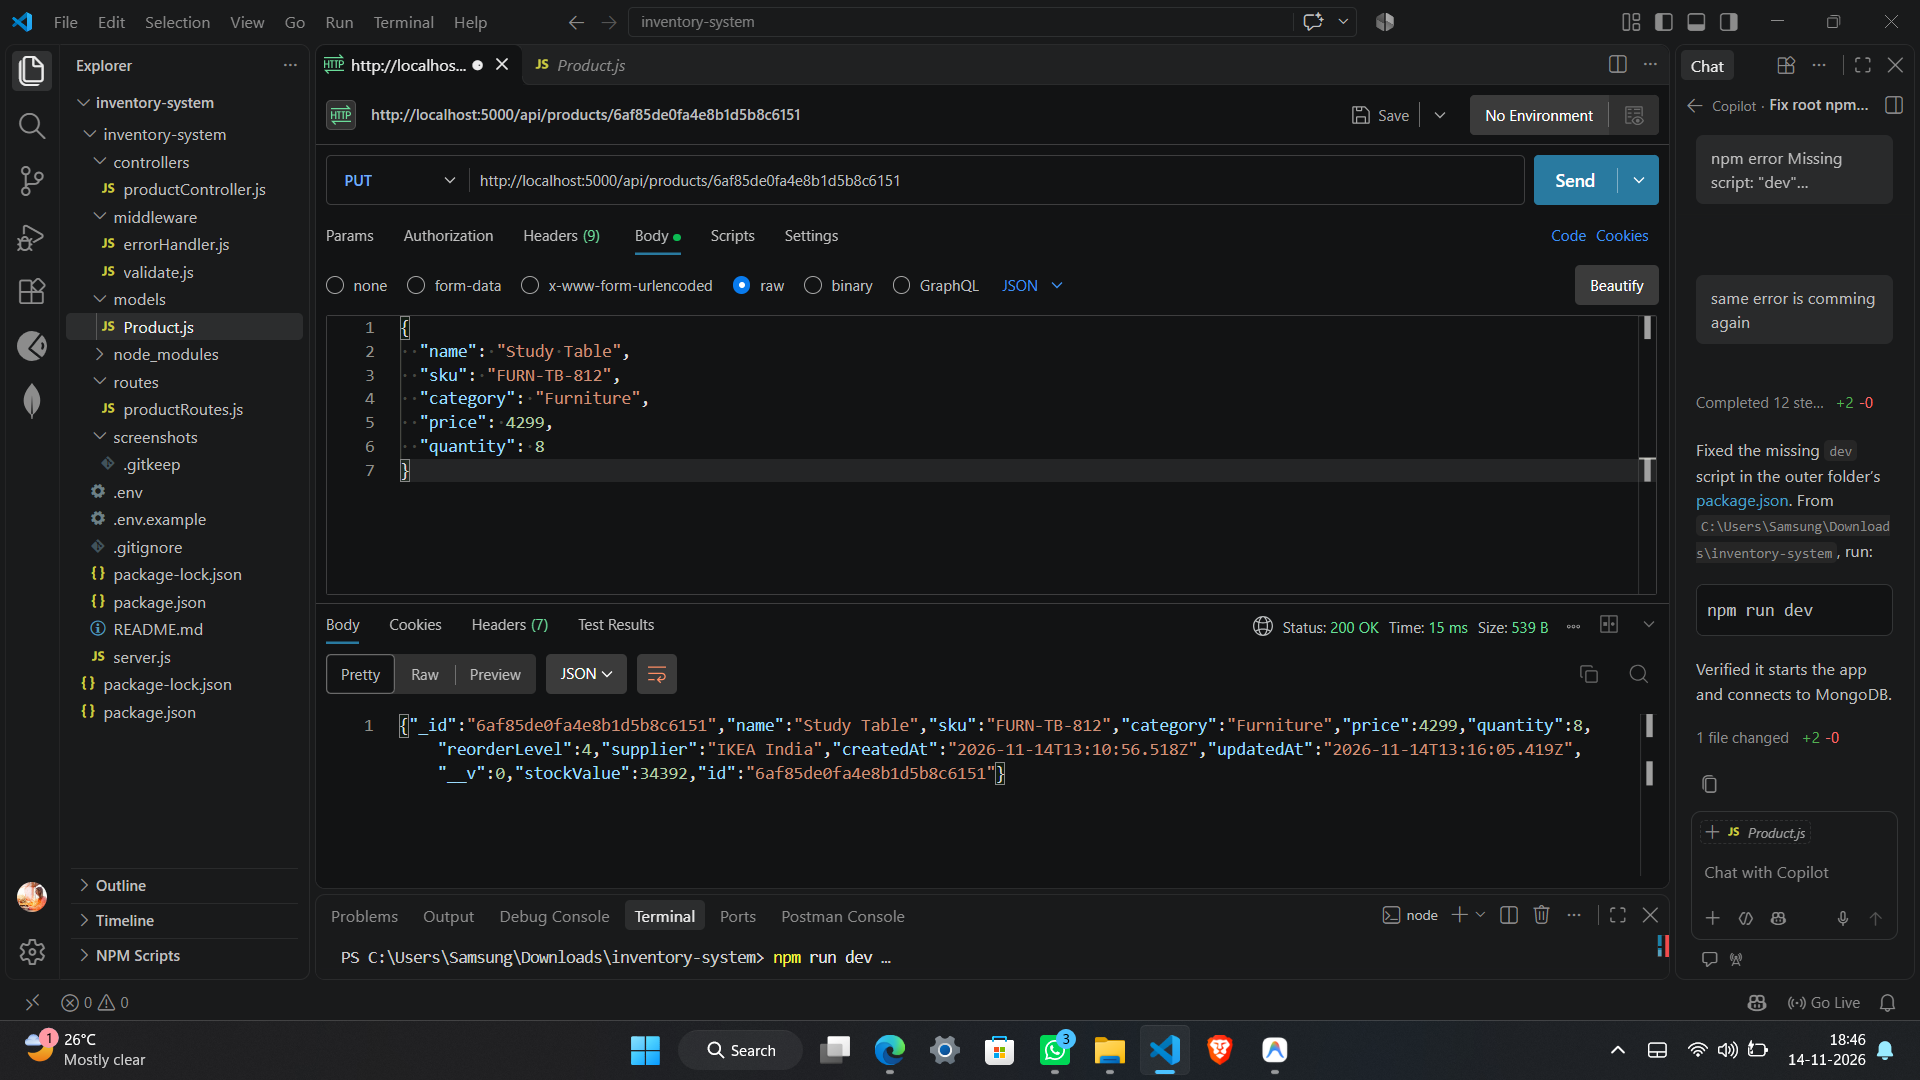 File Edit Selection View Go Run Terminal Help
inventory-system
Explorer
inventory-system
inventory-system
controllers
JS productController.js
middleware
JS errorHandler.js
JS validate.js
models
JS Product.js
node_modules
routes
JS productRoutes.js
screenshots
.gitkeep
.env
.env.example
.gitignore
{} package-lock.json
{} package.json
README.md
JS server.js
{} package-lock.json
{} package.json
Outline
Timeline
NPM Scripts
HTTP http://localhos...
JS Product.js
HTTP http://localhost:5000/api/products/6af85de0fa4e8b1d5b8c6151
Save
No Environment
PUT http://localhost:5000/api/products/6af85de0fa4e8b1d5b8c6151
Send
Params Authorization Headers (9) Body Scripts Settings
Code Cookies
none form-data x-www-form-urlencoded raw binary GraphQL JSON
Beautify
1 {
2 "name": "Study Table",
3 "sku": "FURN-TB-812",
4 "category": "Furniture",
5 "price": 4299,
6 "quantity": 8
7 }
Body Cookies Headers (7) Test Results
Status: 200 OK Time: 15 ms Size: 539 B
Pretty Raw Preview JSON
1 {"_id":"6af85de0fa4e8b1d5b8c6151","name":"Study Table","sku":"FURN-TB-812","category":"Furniture","price":4299,"quantity":8,
"reorderLevel":4,"supplier":"IKEA India","createdAt":"2026-11-14T13:10:56.518Z","updatedAt":"2026-11-14T13:16:05.419Z",
"__v":0,"stockValue":34392,"id":"6af85de0fa4e8b1d5b8c6151"}
Problems Output Debug Console Terminal Ports Postman Console
node
PS C:\Users\Samsung\Downloads\inventory-system> npm run dev …
Chat
Copilot · Fix root npm...
npm error Missing
script: "dev"...
same error is comming
again
Completed 12 ste... +2 -0
Fixed the missing dev
script in the outer folder’s
package.json. From
C:\Users\Samsung\Download
s\inventory-system, run:
npm run dev
Verified it starts the app
and connects to MongoDB.
1 file changed +2 -0
JS Product.js
Chat with Copilot
0 0
Go Live
1
26°C
Mostly clear
Search
3
18:46
14-11-2026